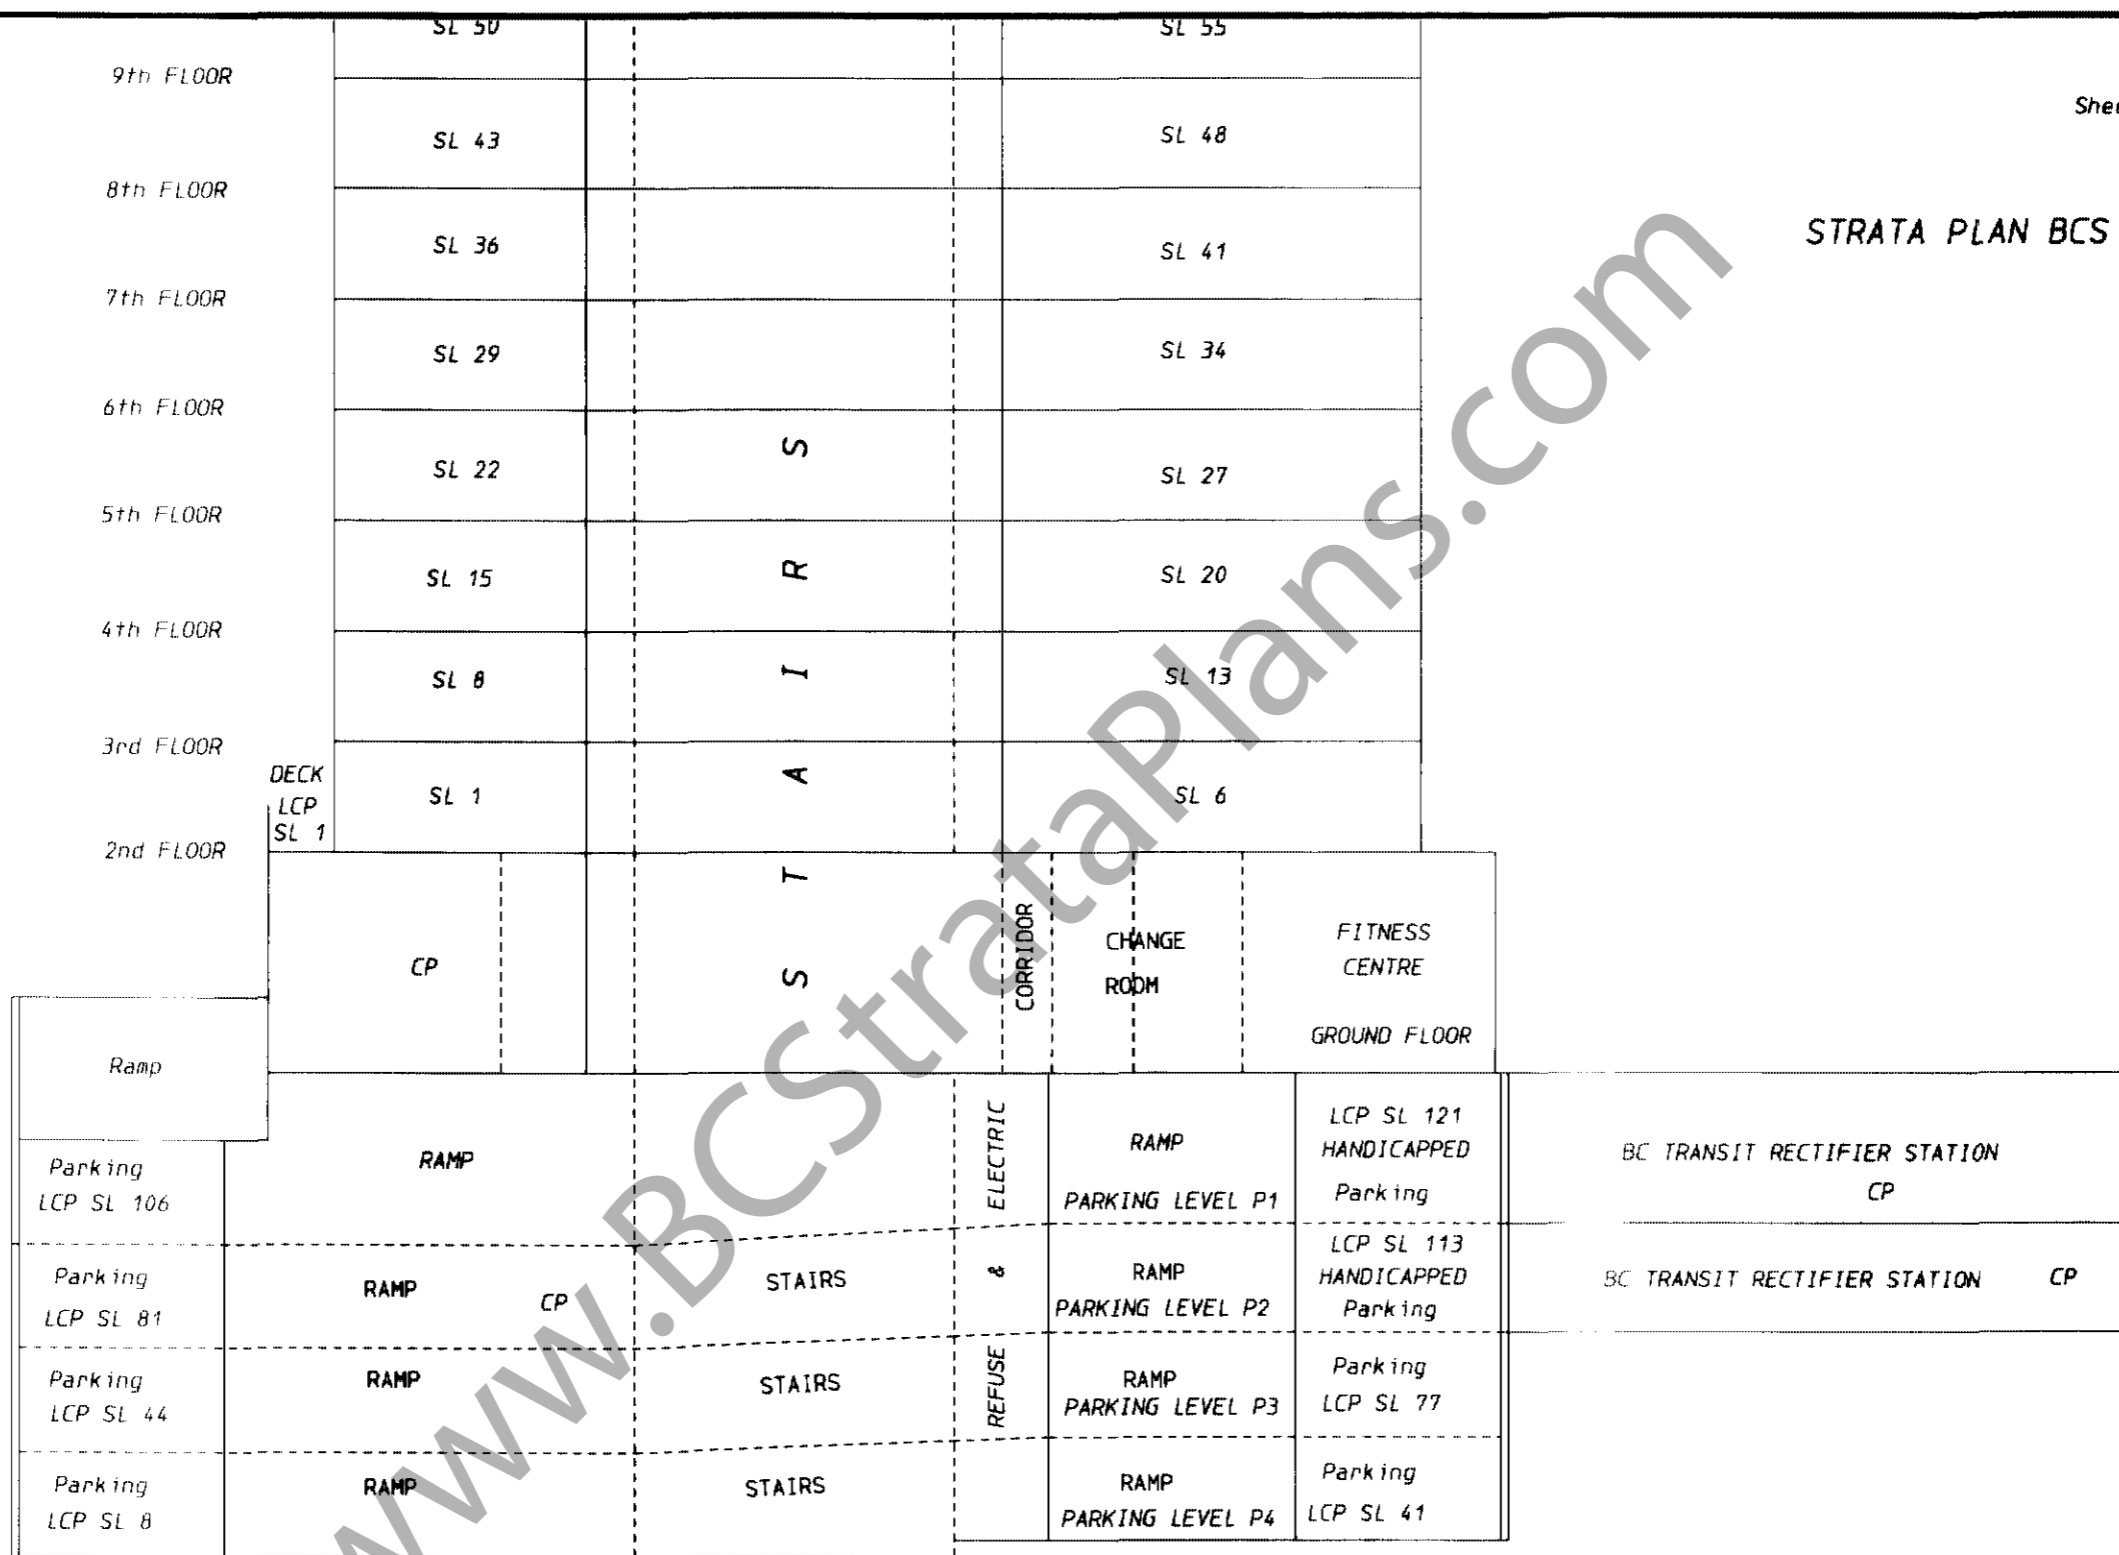 SL 50
SL 55
9th FLOOR
SL 43
SL 48
8th FLOOR
STRATA PLAN BCS
SL 36
SL 41
7th FLOOR
SL 29
SL 34
6th FLOOR
SL 22
SL 27
5th FLOOR
SL 15
SL 20
4th FLOOR
SL 8
SL 13
3rd FLOOR
DECK
LCP
SL 1
SL 1
SL 6
2nd FLOOR
STAIRS
CP
CORRIDOR
CHANGE
ROOM
FITNESS
CENTRE
GROUND FLOOR
Ramp
Parking
LCP SL 106
RAMP
REFUSE & ELECTRIC
RAMP
PARKING LEVEL P1
LCP SL 121
HANDICAPPED
Parking
BC TRANSIT RECTIFIER STATION
CP
Parking
LCP SL 81
RAMP
CP
STAIRS
RAMP
PARKING LEVEL P2
LCP SL 113
HANDICAPPED
Parking
BC TRANSIT RECTIFIER STATION CP
Parking
LCP SL 44
RAMP
STAIRS
RAMP
PARKING LEVEL P3
Parking
LCP SL 77
Parking
LCP SL 8
RAMP
STAIRS
RAMP
PARKING LEVEL P4
Parking
LCP SL 41
www.BCStrataPlans.com